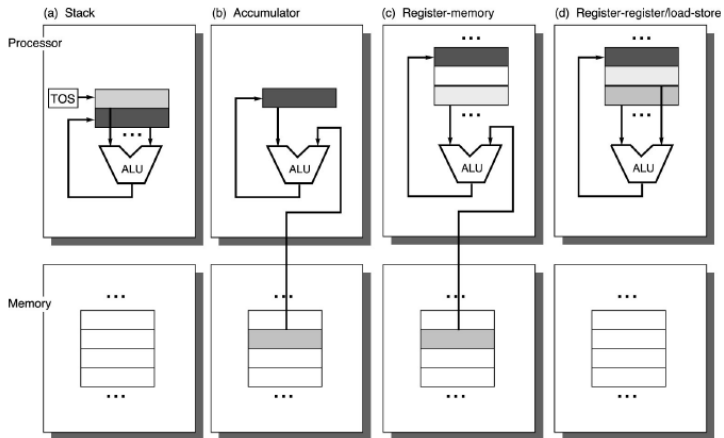 (a) Stack
(b) Accumulator
(c) Register-memory
(d) Register-register/load-store
Processor
TOS
...
ALU
ALU
...
...
ALU
...
...
ALU
Memory
...
...
...
...
...
...
...
...